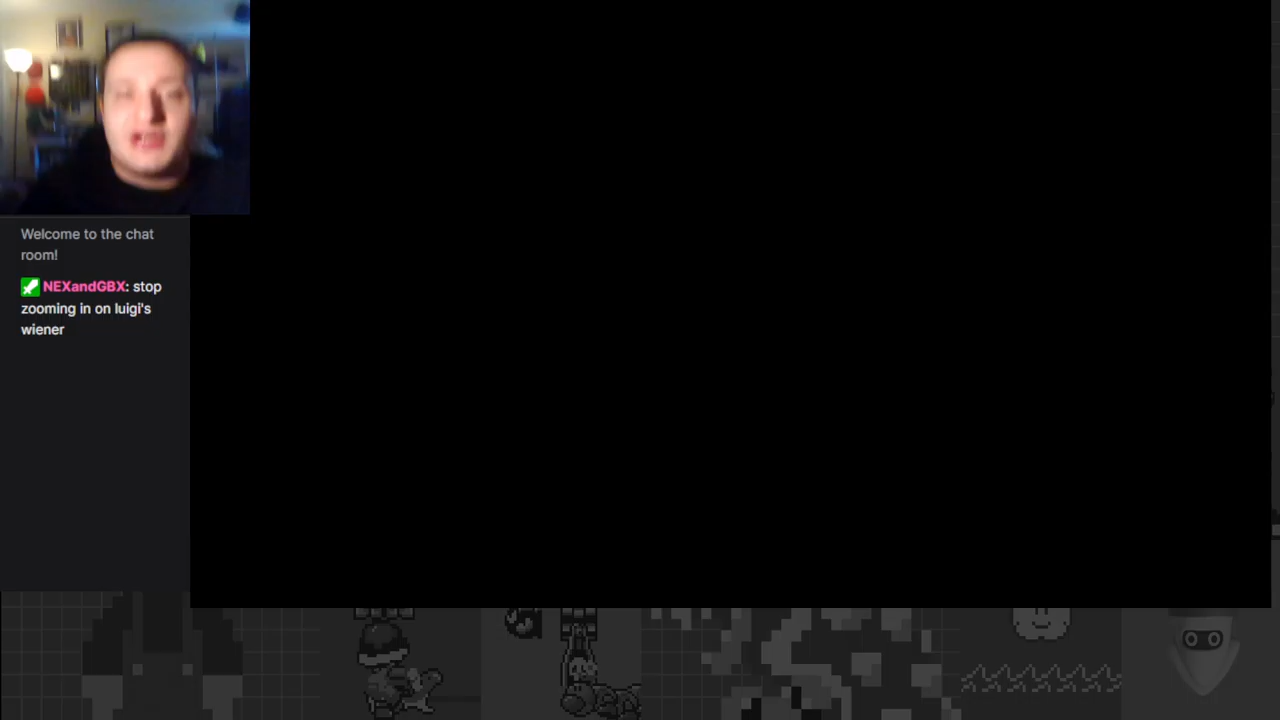 Welcome to the chat
room!
NEXandGBX: stop
zooming in on luigi's
wiener